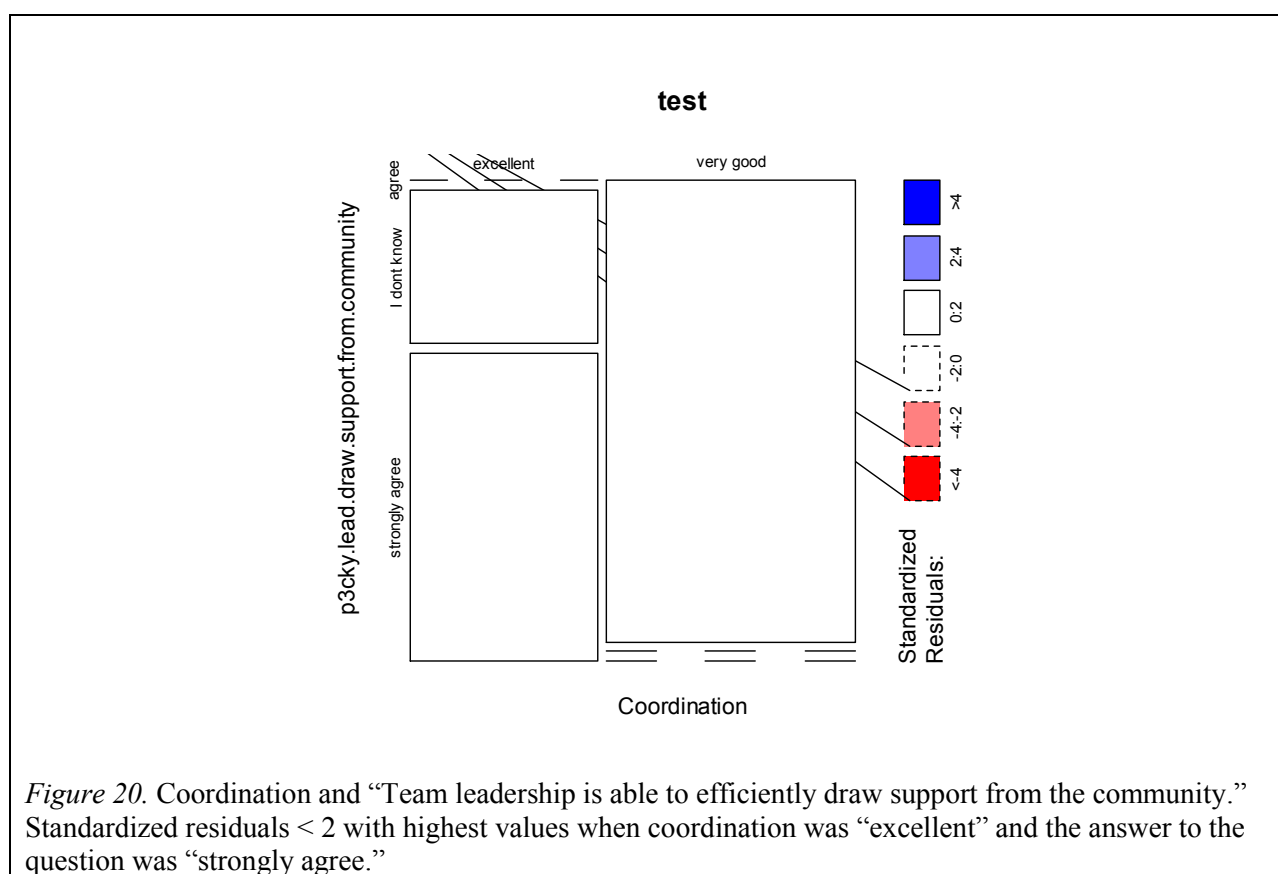 test
excellent
very good
agree
I dont know
strongly agree
p3cky.lead.draw.support.from.community
Coordination
>4
2:4
0:2
-2:0
-4:-2
<-4
Standardized
Residuals:
Figure 20. Coordination and “Team leadership is able to efficiently draw support from the community.”
Standardized residuals < 2 with highest values when coordination was “excellent” and the answer to the
question was “strongly agree.”